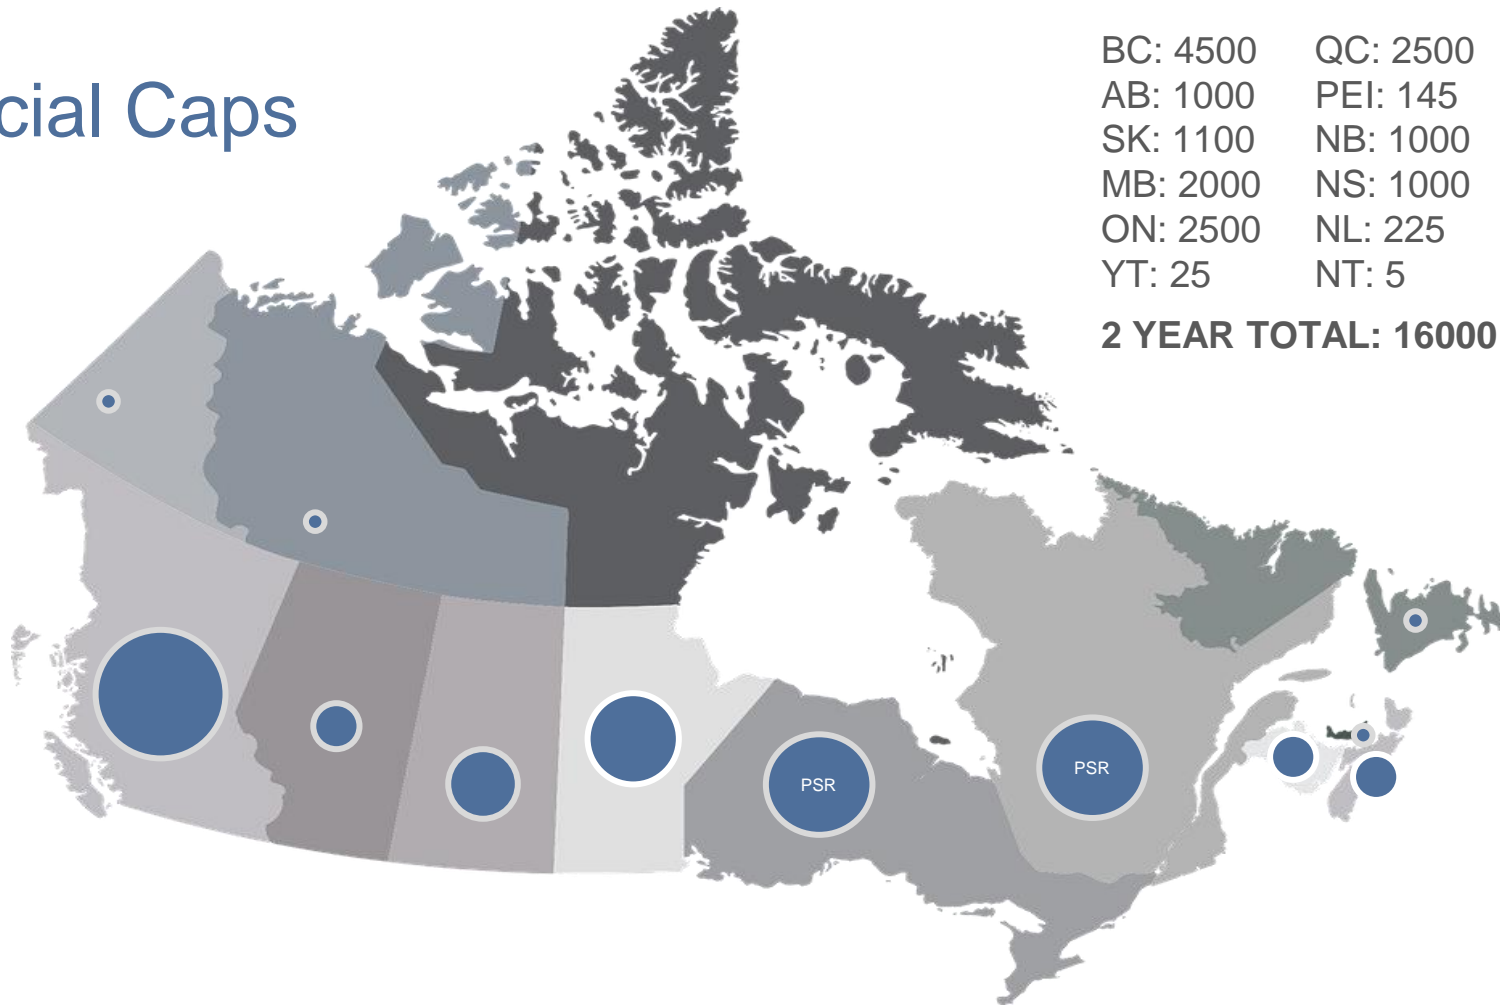 cial Caps
BC: 4500 QC: 2500
AB: 1000 PEI: 145
SK: 1100 NB: 1000
MB: 2000 NS: 1000
ON: 2500 NL: 225
YT: 25 NT: 5
2 YEAR TOTAL: 16000
PSR
PSR